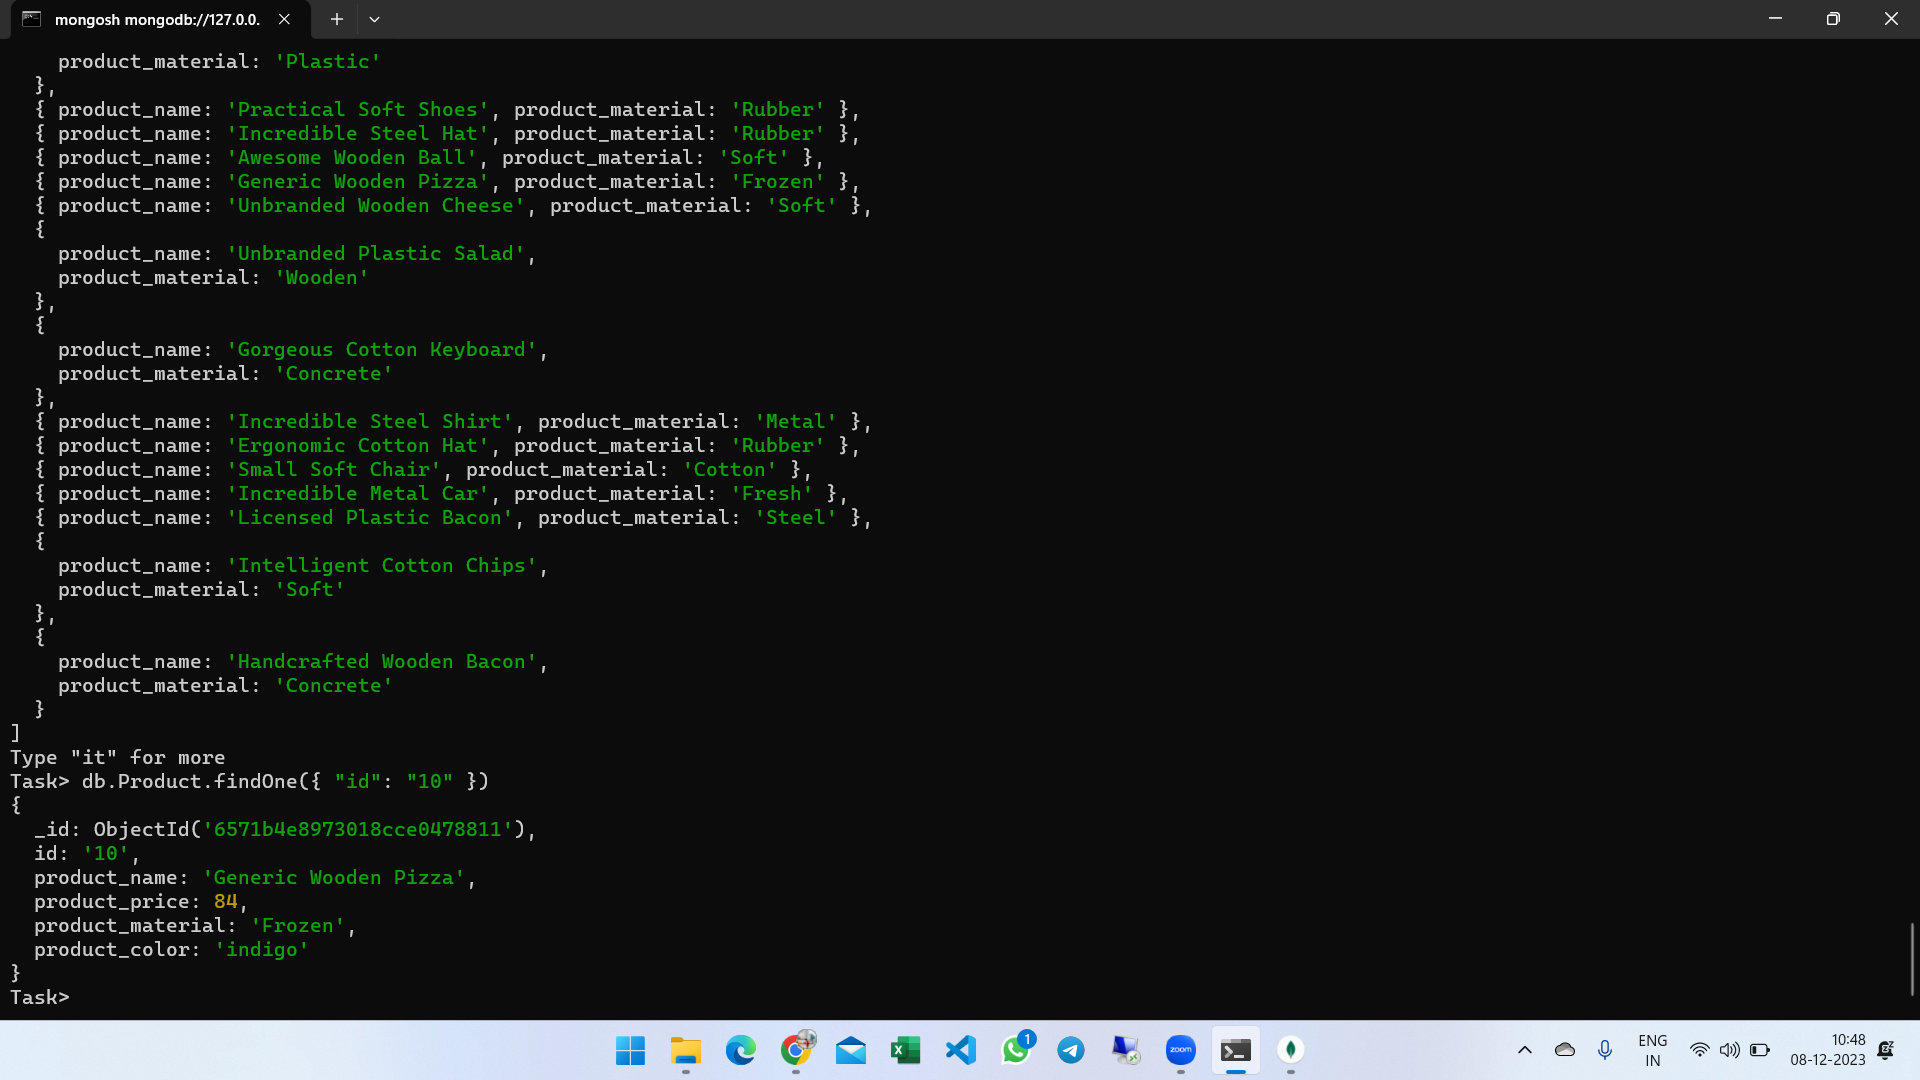 mongosh mongodb://127.0.0.
product_material: 'Plastic'
},
{ product_name: 'Practical Soft Shoes', product_material: 'Rubber' },
{ product_name: 'Incredible Steel Hat', product_material: 'Rubber' },
{ product_name: 'Awesome Wooden Ball', product_material: 'Soft' },
{ product_name: 'Generic Wooden Pizza', product_material: 'Frozen' },
{ product_name: 'Unbranded Wooden Cheese', product_material: 'Soft' },
{
product_name: 'Unbranded Plastic Salad',
product_material: 'Wooden'
},
{
product_name: 'Gorgeous Cotton Keyboard',
product_material: 'Concrete'
},
{ product_name: 'Incredible Steel Shirt', product_material: 'Metal' },
{ product_name: 'Ergonomic Cotton Hat', product_material: 'Rubber' },
{ product_name: 'Small Soft Chair', product_material: 'Cotton' },
{ product_name: 'Incredible Metal Car', product_material: 'Fresh' },
{ product_name: 'Licensed Plastic Bacon', product_material: 'Steel' },
{
product_name: 'Intelligent Cotton Chips',
product_material: 'Soft'
},
{
product_name: 'Handcrafted Wooden Bacon',
product_material: 'Concrete'
}
]
Type "it" for more
Task> db.Product.findOne({ "id": "10" })
{
_id: ObjectId('6571b4e8973018cce0478811'),
id: '10',
product_name: 'Generic Wooden Pizza',
product_price: 84,
product_material: 'Frozen',
product_color: 'indigo'
}
Task>
1
zoom
ENG
IN
10:48
08-12-2023